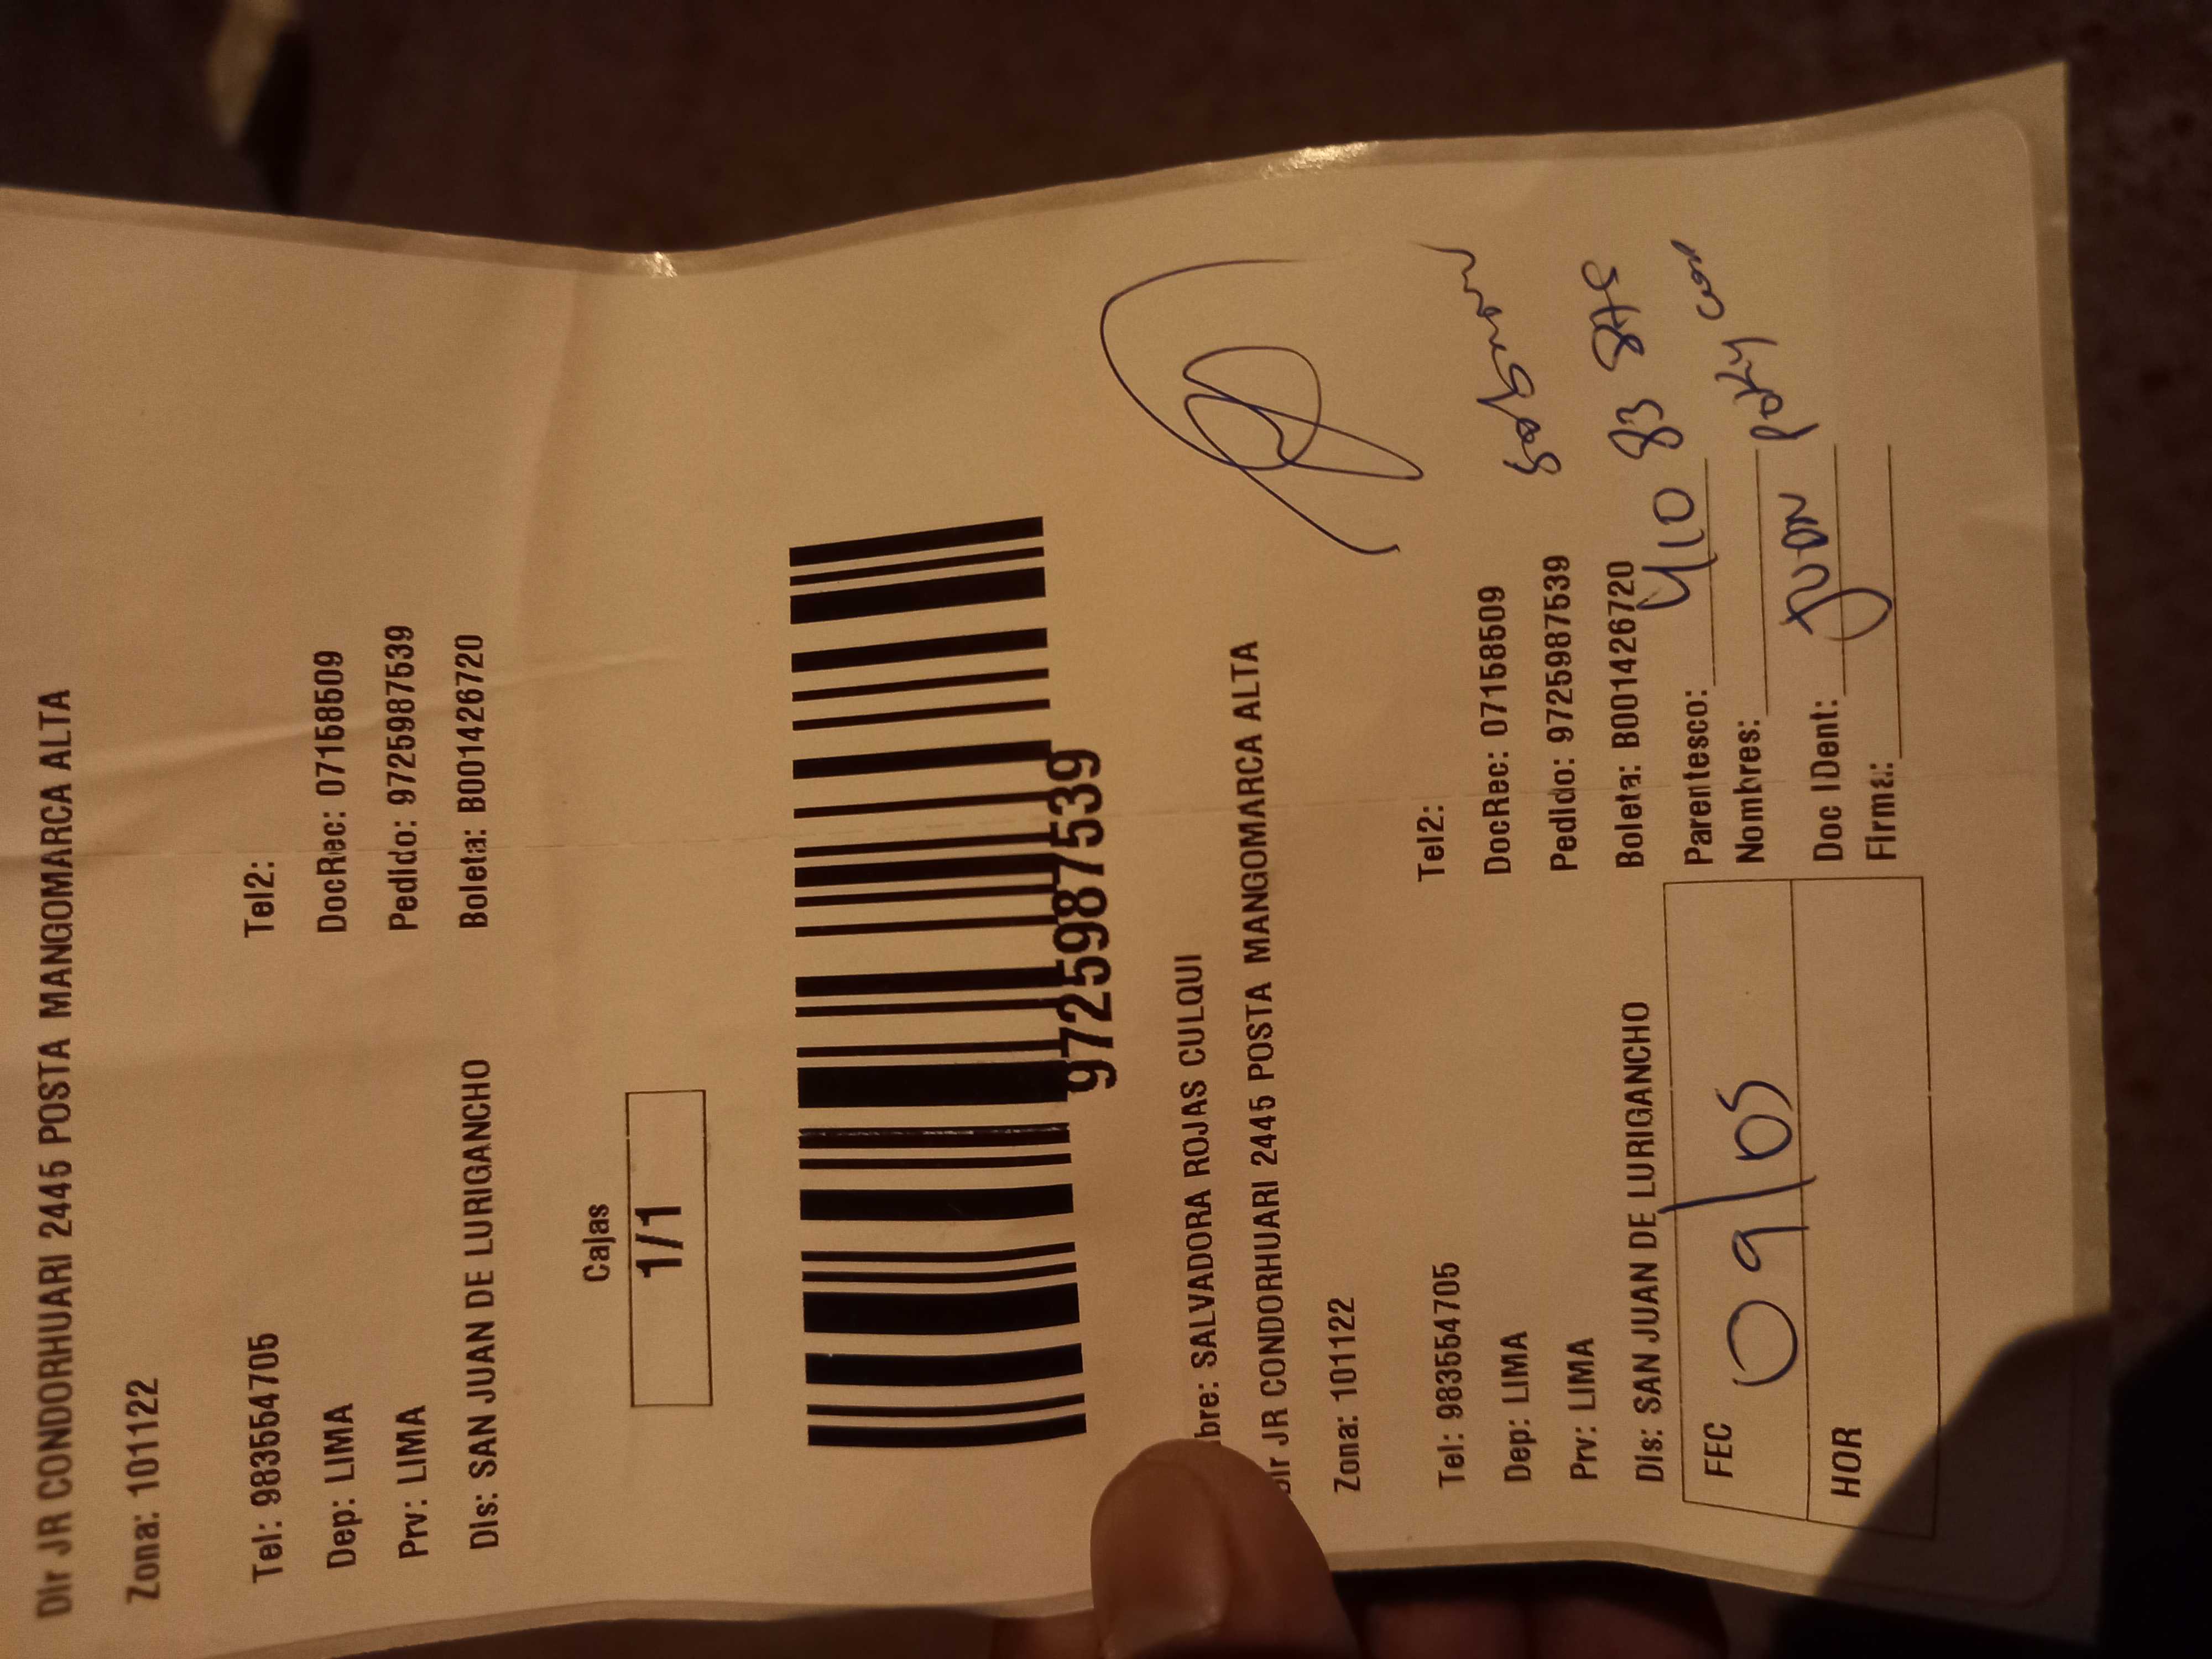 Dir JR CONDORHUARI 2445 POSTA MANGOMARCA ALTA
Zona: 101122
Tel: 983554705 Tel2:
Dep: LIMA DocRec: 07158509
Prv: LIMA Pedido: 9725987539
Dis: SAN JUAN DE LURIGANCHO Boleta: B001426720
Cajas
1/1
9725987539
bre: SALVADORA ROJAS CULQUI
Dir JR CONDORHUARI 2445 POSTA MANGOMARCA ALTA
Zona: 101122
Tel: 983554705 Tel2:
Dep: LIMA DocRec: 07158509
Prv: LIMA Pedido: 9725987539
Dis: SAN JUAN DE LURIGANCHO Boleta: B001426720
FEC 09/05 Parentesco:
Nombres:
HOR Doc IDent: JUAN
Firma: